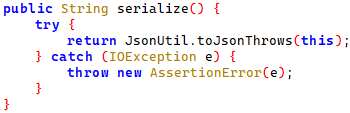 public String serialize() {
    try {
        return JsonUtil.toJsonThrows(this);
    } catch (IOException e) {
        throw new AssertionError(e);
    }
}